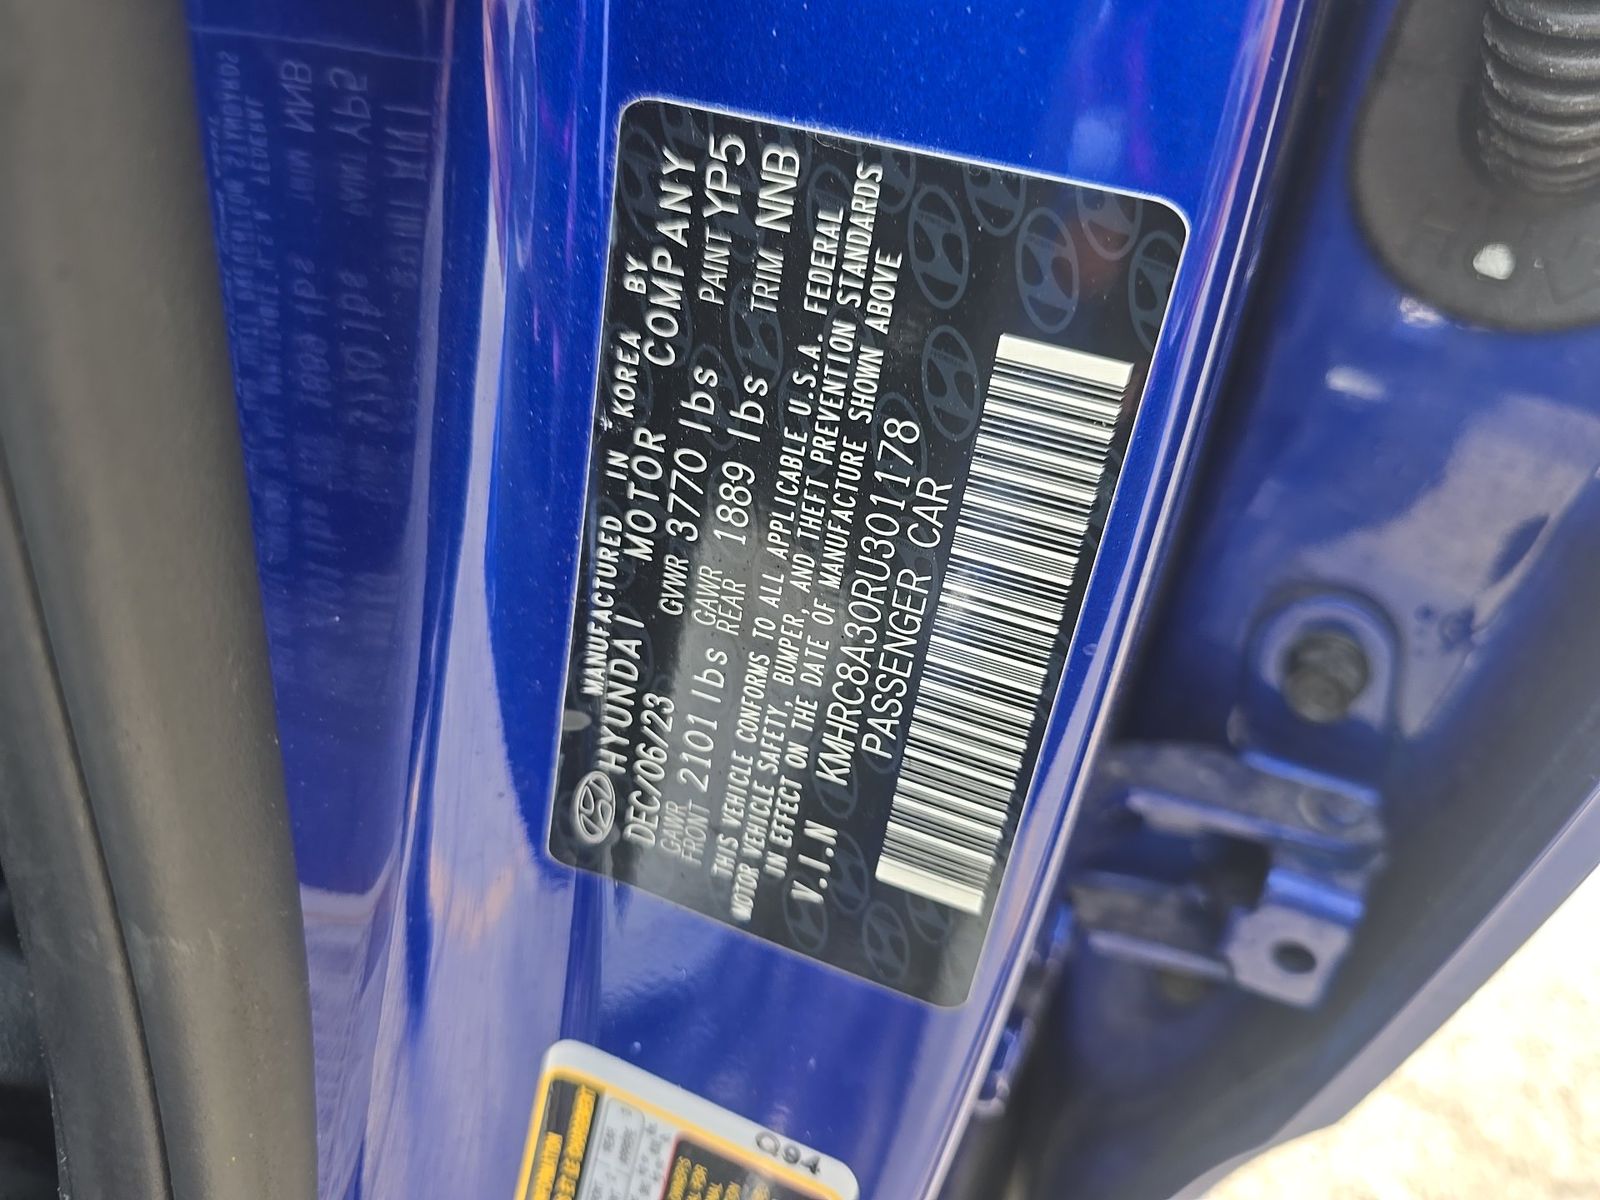 MANUFACTURED IN KOREA BY
HYUNDAI MOTOR COMPANY
DEC/06/23 GVWR 3770 lbs PAINT YP5
GAWR FRONT 2101 lbs GAWR REAR 1889 lbs TRIM NNB
THIS VEHICLE CONFORMS TO ALL APPLICABLE U.S.A. FEDERAL
MOTOR VEHICLE SAFETY, BUMPER, AND THEFT PREVENTION STANDARDS
IN EFFECT ON THE DATE OF MANUFACTURE SHOWN ABOVE
V.I.N KMHRC8A30RU301178
PASSENGER CAR
Q94